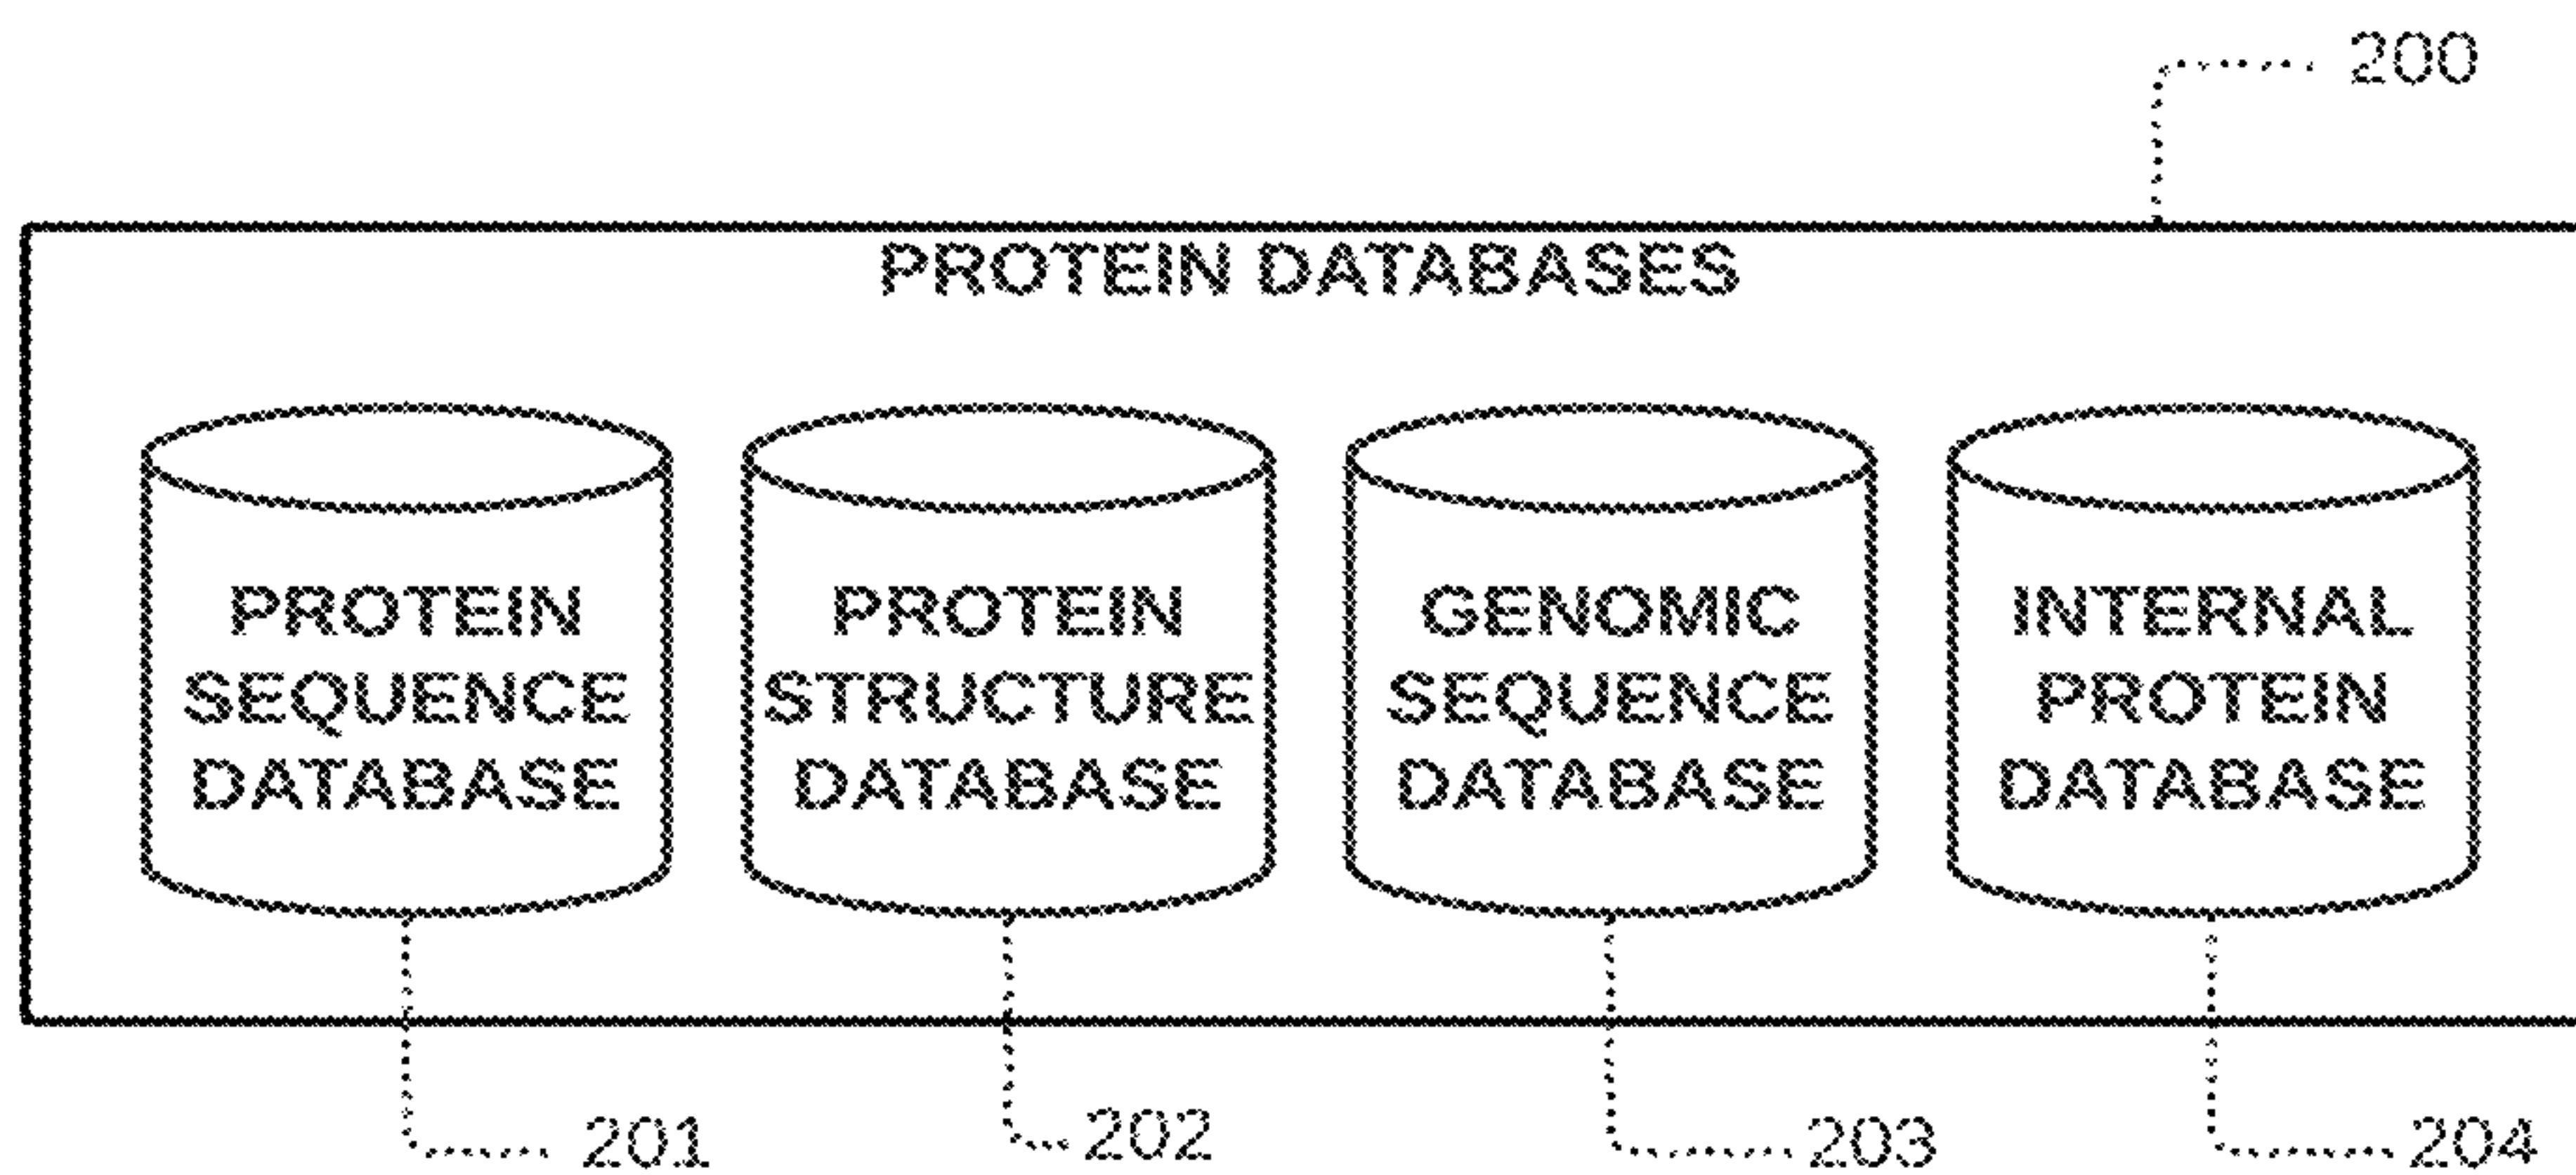 200
PROTEIN DATABASES
PROTEIN
SEQUENCE
DATABASE
PROTEIN
STRUCTURE
DATABASE
GENOMIC
SEQUENCE
DATABASE
INTERNAL
PROTEIN
DATABASE
201
202
203
204